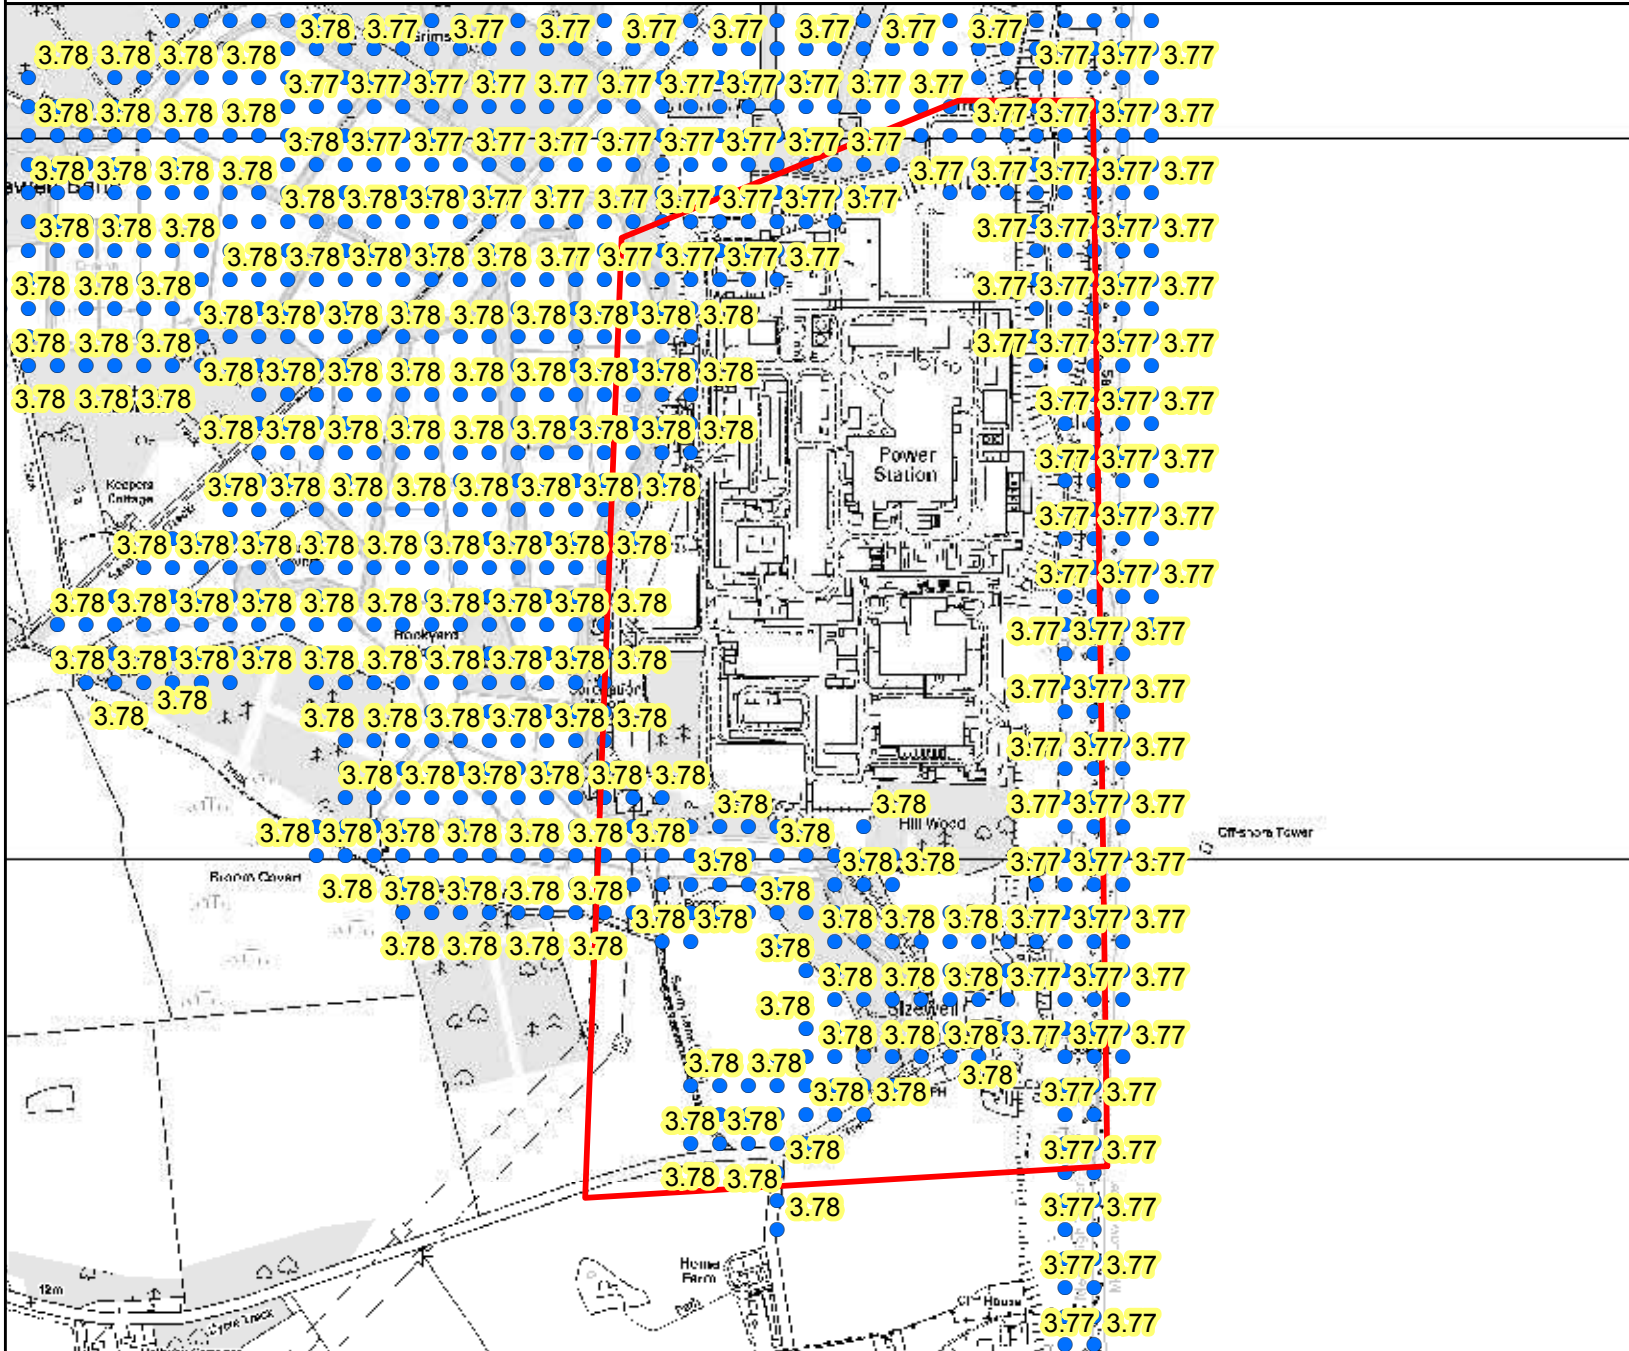 3.78 3.77 3.77 3.77 3.77 3.77 3.77 3.77 3.77
3.78 3.78 3.78 3.78 3.77 3.77 3.77
3.77 3.77 3.77 3.77 3.77 3.77 3.77 3.77 3.77 3.77 3.77
3.78 3.78 3.78 3.78 3.77 3.77 3.77 3.77
3.78 3.77 3.77 3.77 3.77 3.77 3.77 3.77 3.77 3.77
3.78 3.78 3.78 3.78 3.77 3.77 3.77 3.77 3.77
3.78 3.78 3.78 3.77 3.77 3.77 3.77 3.77 3.77 3.77
3.78 3.78 3.78 3.77 3.77 3.77 3.77
3.78 3.78 3.78 3.78 3.78 3.77 3.77 3.77 3.77 3.77
3.78 3.78 3.78 3.77 3.77 3.77 3.77
3.78 3.78 3.78 3.78 3.78 3.78 3.78 3.78 3.78
3.78 3.78 3.78 3.77 3.77 3.77 3.77
3.78 3.78 3.78 3.78 3.78 3.78 3.78 3.78 3.78
3.78 3.78 3.78 3.77 3.77 3.77
3.78 3.78 3.78 3.78 3.78 3.78 3.78 3.78 3.78
Power
Station
3.77 3.77 3.77
Keepers
Cottage
3.78 3.78 3.78 3.78 3.78 3.78 3.78 3.78
3.77 3.77 3.77
3.78 3.78 3.78 3.78 3.78 3.78 3.78 3.78 3.78
3.77 3.77 3.77
3.78 3.78 3.78 3.78 3.78 3.78 3.78 3.78 3.78 3.78
Rookyard
3.77 3.77 3.77
3.78 3.78 3.78 3.78 3.78 3.78 3.78 3.78 3.78 3.78
3.78
3.77 3.77 3.77
3.78
3.78 3.78 3.78 3.78 3.78 3.78
3.77 3.77 3.77
Track
3.78 3.78 3.78 3.78 3.78 3.78
3.78 3.78 3.77 3.77 3.77
Hill Wood
Off-shore Tower
3.78 3.78 3.78 3.78 3.78 3.78 3.78 3.78
3.78 3.78 3.78 3.77 3.77 3.77
Broom Covert
3.78 3.78 3.78 3.78 3.78 3.78
3.78 3.78 3.78 3.78 3.78 3.77 3.77 3.77
3.78 3.78 3.78 3.78 3.78
3.78 3.78 3.78 3.77 3.77 3.77
3.78
Sizewell
3.78 3.78 3.78 3.77 3.77 3.77
3.78 3.78 3.78
3.78 3.78 3.77 3.77
PH
3.78 3.78
3.78 3.77 3.77
3.78 3.78
3.78 3.77 3.77
Home
Farm
3.77 3.77
12m
Path
House
3.77 3.77
Cycle Track